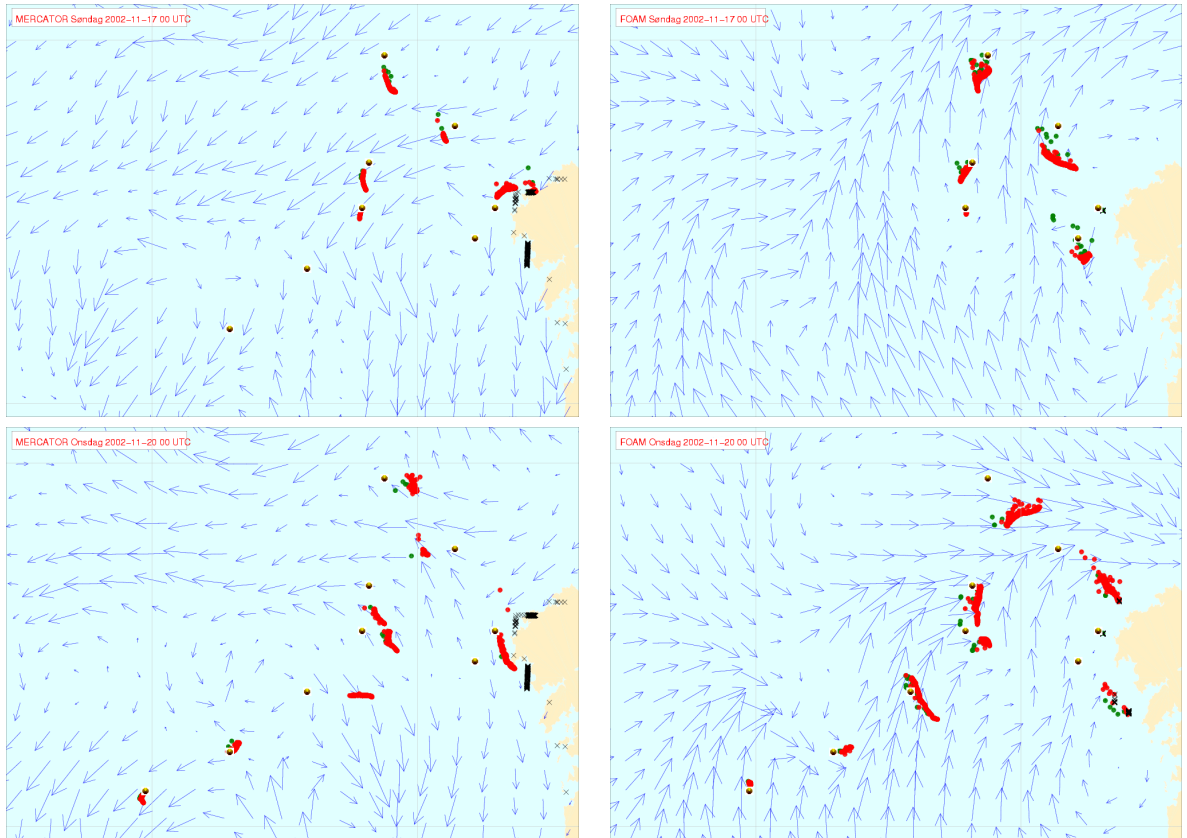 MERCATOR Søndag 2002-11-17 00 UTC
FOAM Søndag 2002-11-17 00 UTC
MERCATOR Onsdag 2002-11-20 00 UTC
FOAM Onsdag 2002-11-20 00 UTC